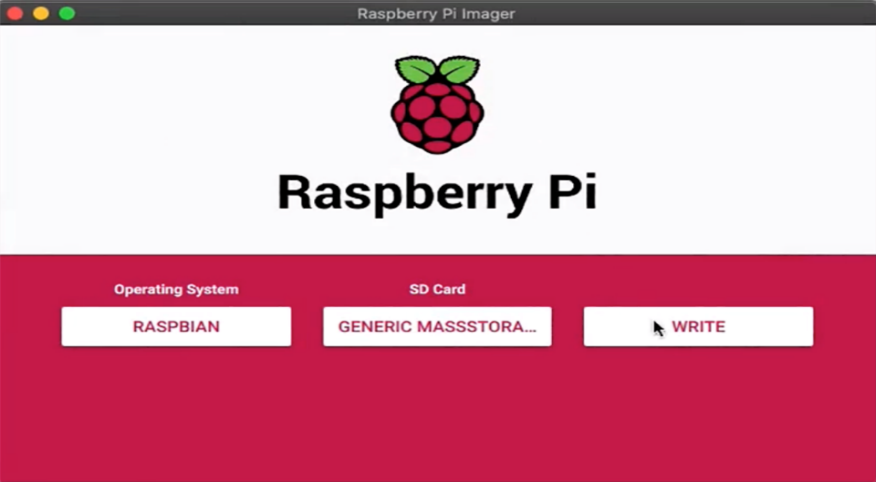 Raspberry Pi Imager
Raspberry Pi
Operating System
SD Card
RASPBIAN
GENERIC MASSSTORA...
WRITE